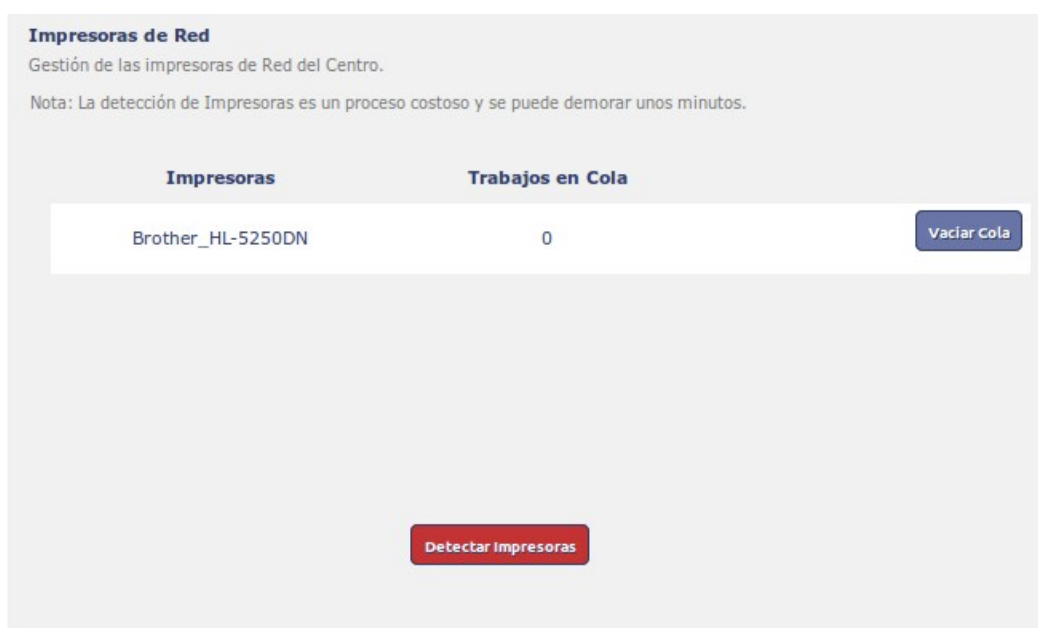 Impresoras de Red
Gestión de las impresoras de Red del Centro.
Nota: La detección de Impresoras es un proceso costoso y se puede demorar unos minutos.
Impresoras Trabajos en Cola
Brother_HL-5250DN 0 Vaciar Cola
Detectar Impresoras